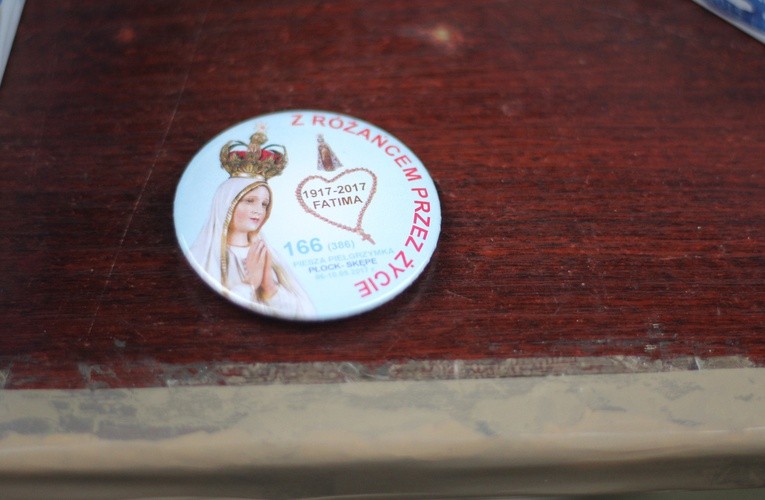 Z RÓŻAŃCEM PRZEZ ŻYCIE
1917-2017
FATIMA
166 (386)
PIESZA PIELGRZYMKA
PŁOCK- SKĘPE